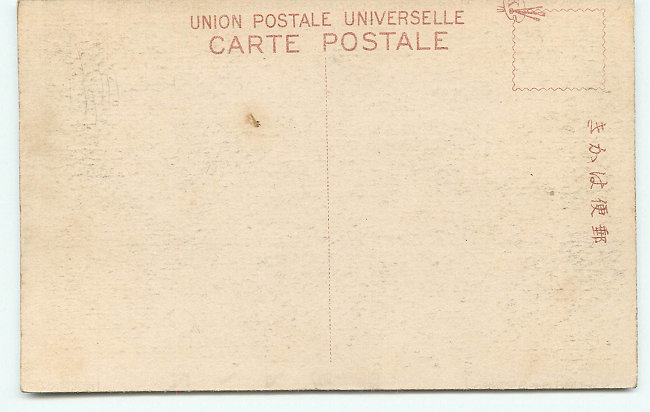 UNION POSTALE UNIVERSELLE
CARTE POSTALE
郵便はかき